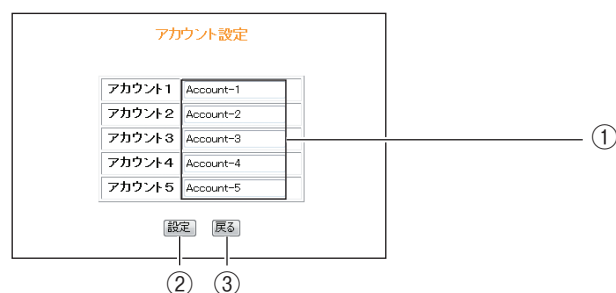 アカウント設定
アカウント1 Account-1
アカウント2 Account-2
アカウント3 Account-3
アカウント4 Account-4
アカウント5 Account-5
①
設定 戻る
② ③